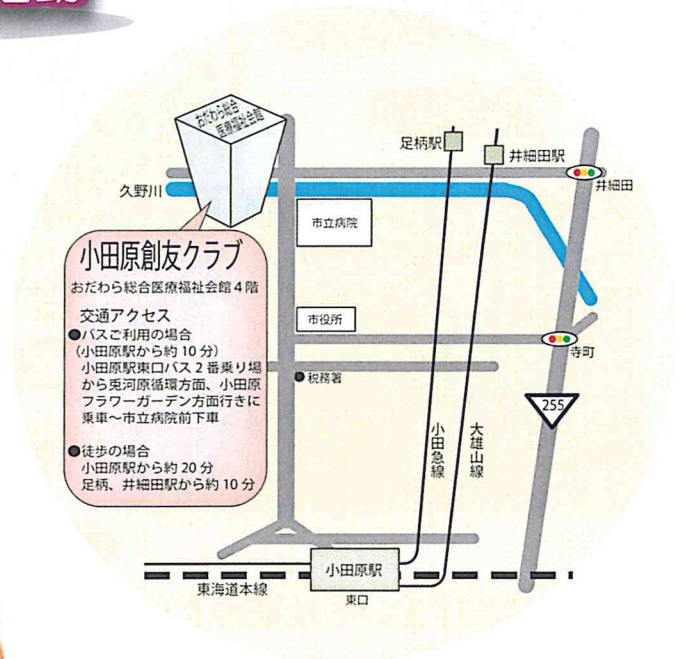 おだわら総合
医療福祉会館
足柄駅
井細田駅
井細田
久野川
市立病院
小田原創友クラブ
おだわら総合医療福祉会館4階
交通アクセス
●バスご利用の場合
(小田原駅から約10分)
小田原駅東口バス2番乗り場
から兎河原循環方面、小田原
フラワーガーデン方面行きに
乗車~市立病院前下車
●徒歩の場合
小田原駅から約20分
足柄、井細田駅から約10分
市役所
寺町
税務署
255
小田急線
大雄山線
小田原駅
東海道本線
東口